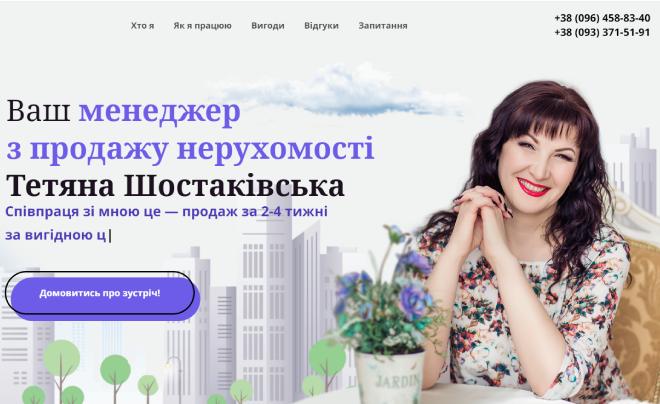 Хто я Як я працюю Вигоди Відгуки Запитання
+38 (096) 458-83-40
+38 (093) 371-51-91
Ваш менеджер
з продажу нерухомості
Тетяна Шостаківська
Співпраця зі мною це — продаж за 2-4 тижні
за вигідною ц|
Домовитись про зустріч!
JARDIN